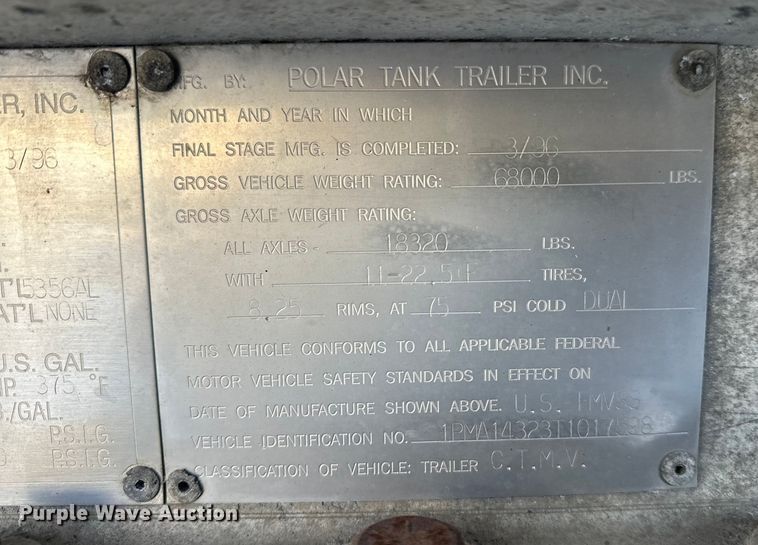 ER, INC.
3/96
T'L 5356AL
AT'L NONE
U.S. GAL.
MP. 375 °F
B./GAL.
P.S.I.G.
P.S.I.G.
MFG. BY: POLAR TANK TRAILER INC.
MONTH AND YEAR IN WHICH
FINAL STAGE MFG. IS COMPLETED: 3/96
GROSS VEHICLE WEIGHT RATING: 68000 LBS.
GROSS AXLE WEIGHT RATING:
ALL AXLES - 18320 LBS.
WITH 11-22.5 TIRES,
8.25 RIMS, AT 75 PSI COLD DUAL
THIS VEHICLE CONFORMS TO ALL APPLICABLE FEDERAL
MOTOR VEHICLE SAFETY STANDARDS IN EFFECT ON
DATE OF MANUFACTURE SHOWN ABOVE. U.S. FMVSS
VEHICLE IDENTIFICATION NO.
CLASSIFICATION OF VEHICLE: TRAILER C.T.M.V.
Purple Wave Auction